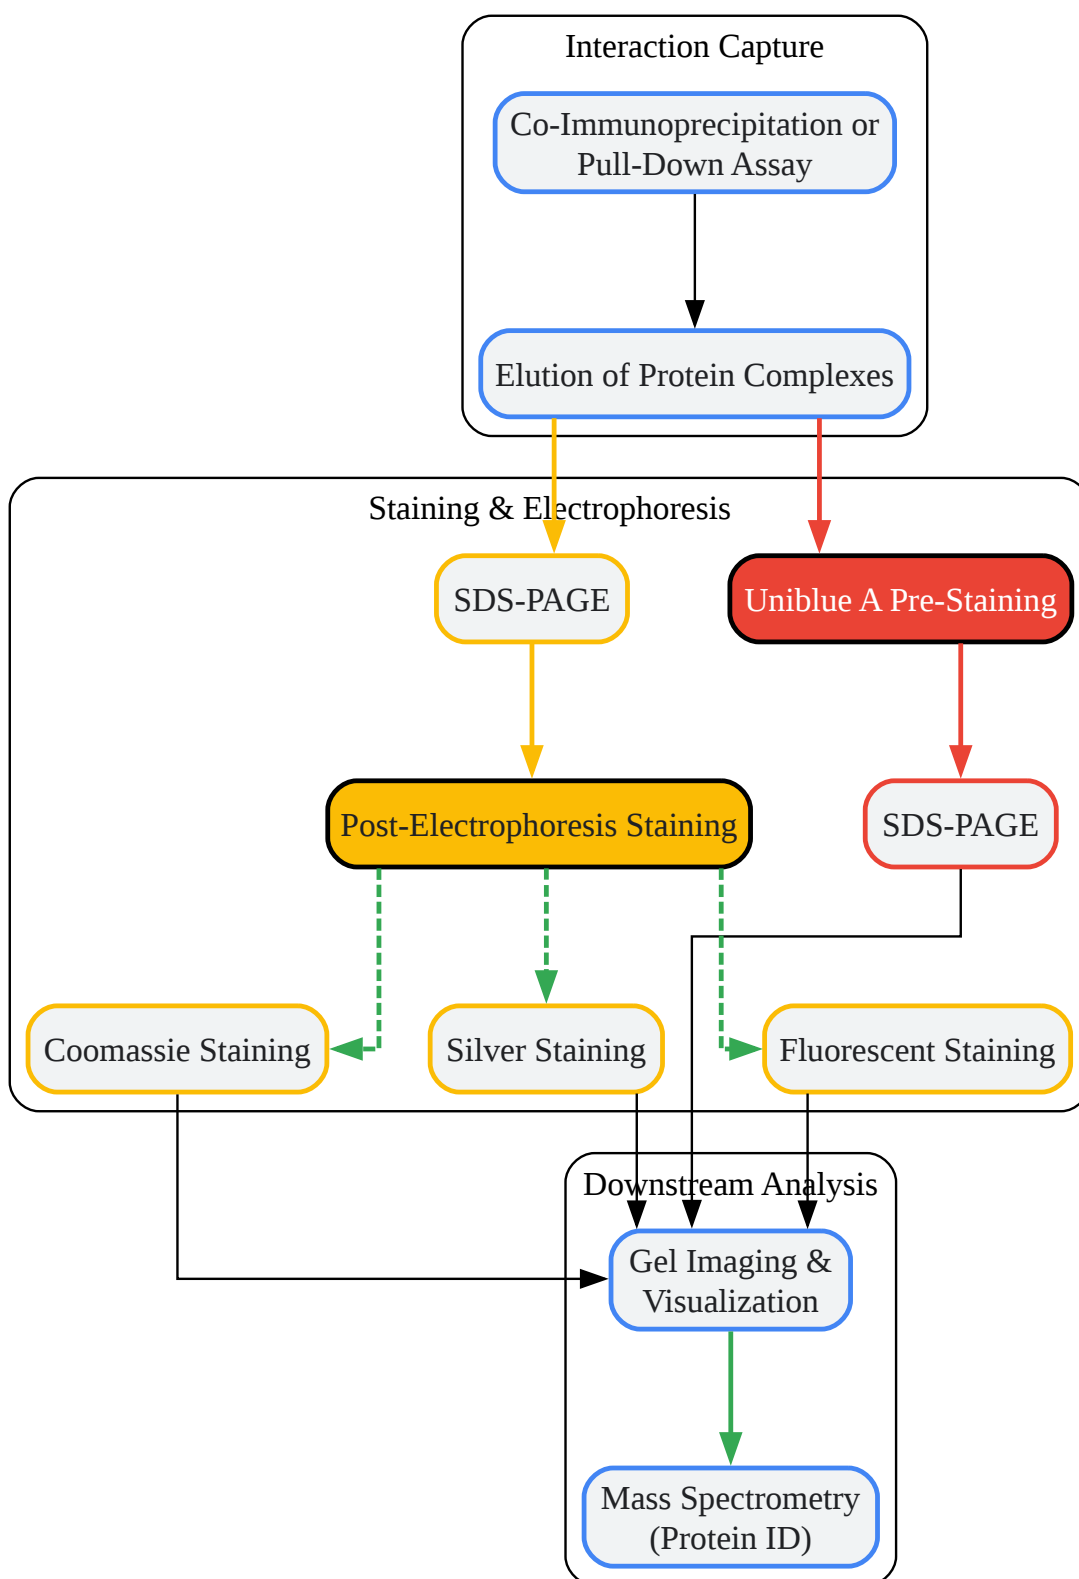 Interaction Capture
Co-Immunoprecipitation or
Pull-Down Assay
Elution of Protein Complexes
Staining & Electrophoresis
SDS-PAGE
Uniblue A Pre-Staining
Post-Electrophoresis Staining
SDS-PAGE
Coomassie Staining
Silver Staining
Fluorescent Staining
Downstream Analysis
Gel Imaging &
Visualization
Mass Spectrometry
(Protein ID)